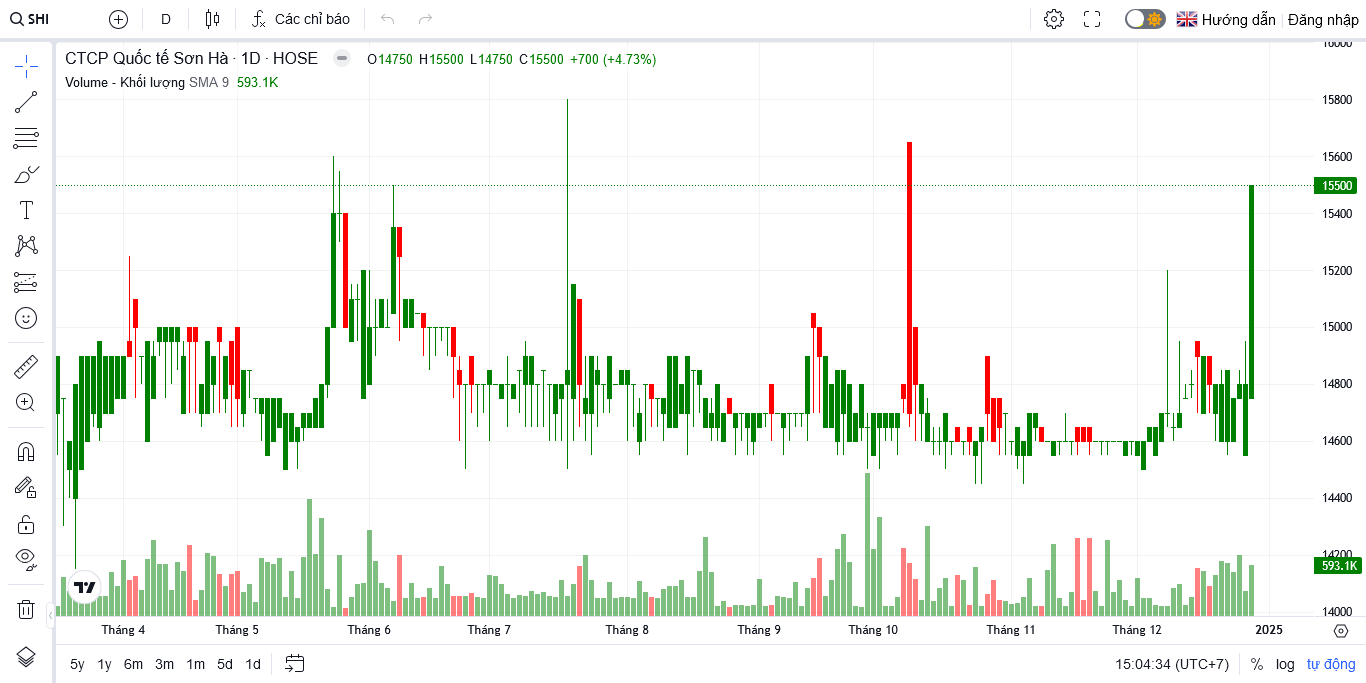 SHI D Các chỉ báo Hướng dẫn Đăng nhập
CTCP Quốc tế Sơn Hà · 1D · HOSE O14750 H15500 L14750 C15500 +700 (+4.73%)
Volume - Khối lượng SMA 9 593.1K
16000
15800
15600
15500
15400
15200
15000
14800
14600
14400
14200
593.1K
14000
Tháng 4 Tháng 5 Tháng 6 Tháng 7 Tháng 8 Tháng 9 Tháng 10 Tháng 11 Tháng 12 2025
5y 1y 6m 3m 1m 5d 1d 15:04:34 (UTC+7) % log tự động